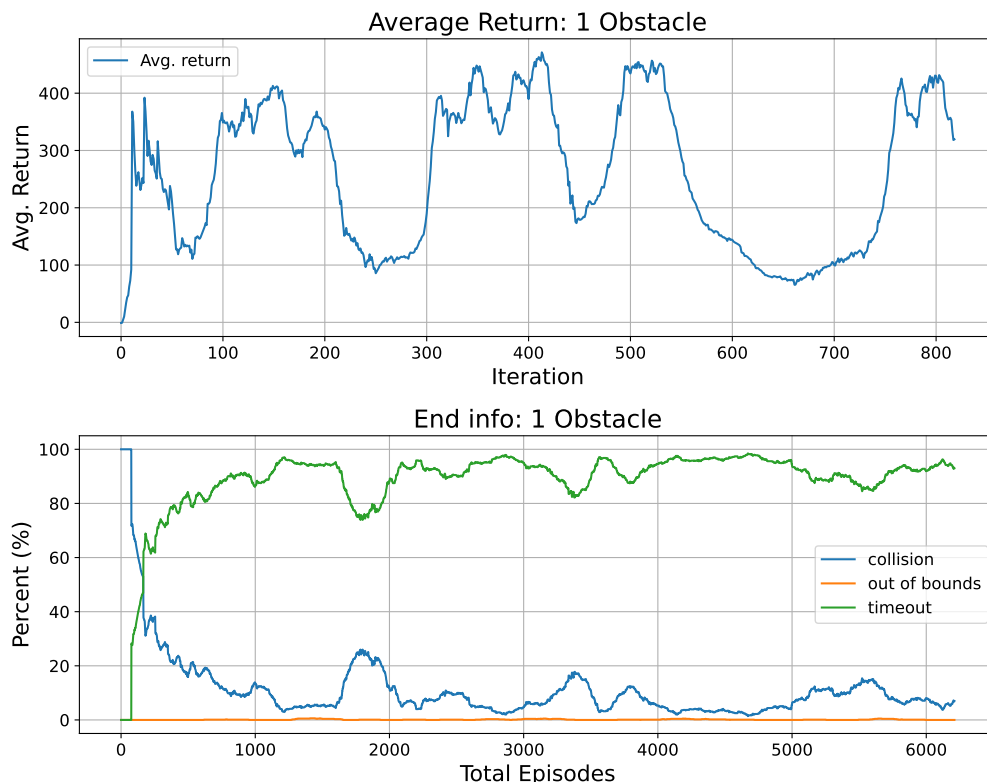 Average Return: 1 Obstacle
Avg. return
Avg. Return
400
300
200
100
0
0 100 200 300 400 500 600 700 800
Iteration
End info: 1 Obstacle
Percent (%)
100
80
60
40
20
0
collision
out of bounds
timeout
0 1000 2000 3000 4000 5000 6000
Total Episodes